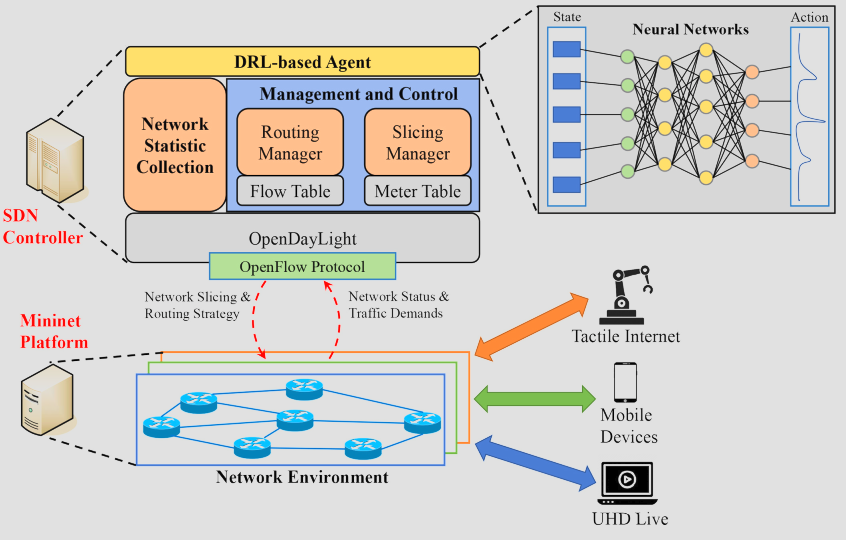 State
Action
Neural Networks
DRL-based Agent
Management and Control
Network
Statistic
Collection
Routing
Manager
Slicing
Manager
Flow Table
Meter Table
SDN
Controller
OpenDayLight
OpenFlow Protocol
Network Slicing &
Routing Strategy
Network Status &
Traffic Demands
Mininet
Platform
Tactile Internet
Mobile
Devices
Network Environment
UHD Live